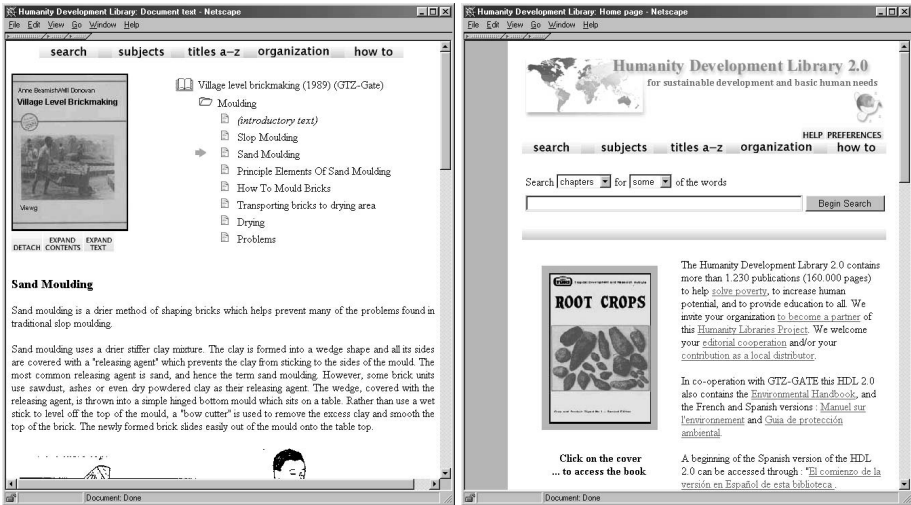 Humanity Development Library: Document text - Netscape
File Edit View Go Window Help
search subjects titles a–z organization how to
Anne Beamish/Will Donovan
Village Level Brickmaking
Vieweg
DETACH EXPAND CONTENTS EXPAND TEXT
Village level brickmaking (1989) (GTZ-Gate)
Moulding
(introductory text)
Slop Moulding
Sand Moulding
Principle Elements Of Sand Moulding
How To Mould Bricks
Transporting bricks to drying area
Drying
Problems
Sand Moulding
Sand moulding is a drier method of shaping bricks which helps prevent many of the problems found in
traditional slop moulding.
Sand moulding uses a drier stiffer clay mixture. The clay is formed into a wedge shape and all its sides
are covered with a "releasing agent" which prevents the clay from sticking to the sides of the mould. The
most common releasing agent is sand, and hence the term sand moulding. However, some brick units
use sawdust, ashes or even dry powdered clay as their releasing agent. The wedge, covered with the
releasing agent, is thrown into a simple hinged bottom mould which sits on a table. Rather than use a wet
stick to level off the top of the mould, a "bow cutter" is used to remove the excess clay and smooth the
top of the brick. The newly formed brick slides easily out of the mould onto the table top.
Document: Done
Humanity Development Library: Home page - Netscape
File Edit View Go Window Help
Humanity Development Library 2.0
for sustainable development and basic human needs
HELP PREFERENCES
search subjects titles a–z organization how to
Search chapters for some of the words
Begin Search
ROOT CROPS
Click on the cover
... to access the book
The Humanity Development Library 2.0 contains
more than 1.230 publications (160.000 pages)
to help solve poverty, to increase human
potential, and to provide education to all. We
invite your organization to become a partner of
this Humanity Libraries Project. We welcome
your editorial cooperation and/or your
contribution as a local distributor.
In co-operation with GTZ-GATE this HDL 2.0
also contains the Environmental Handbook, and
the French and Spanish versions : Manuel sur
l'environnement and Guia de protección
ambiental.
A beginning of the Spanish version of the HDL
2.0 can be accessed through : "El comienzo de la
versión en Español de esta biblioteca .
Document: Done